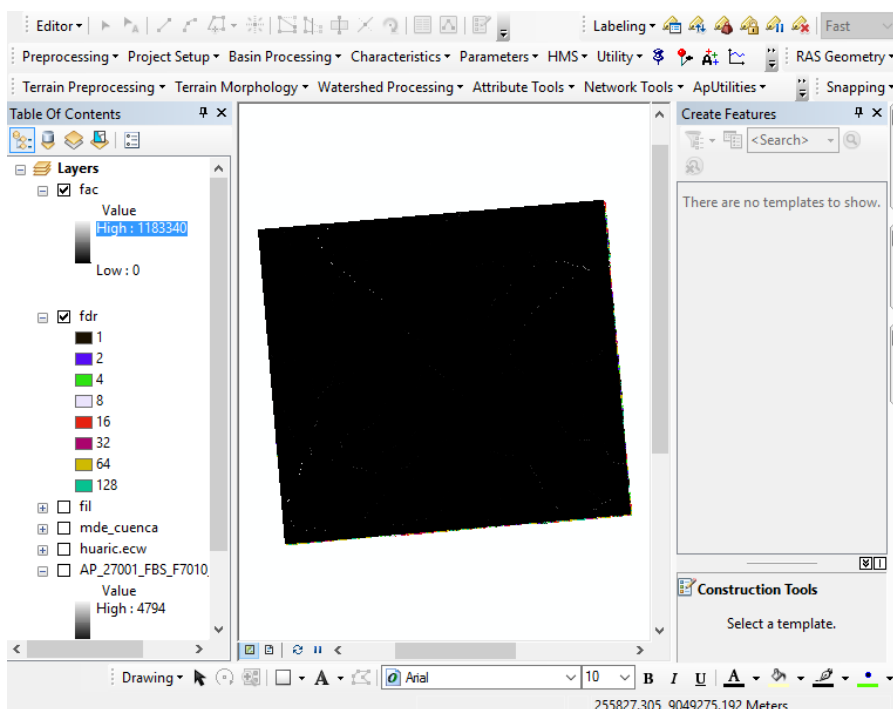 Editor
Labeling
Fast
Preprocessing Project Setup Basin Processing Characteristics Parameters HMS Utility
RAS Geometry
Terrain Preprocessing Terrain Morphology Watershed Processing Attribute Tools Network Tools ApUtilities
Snapping
Table Of Contents
Layers
fac
Value
High : 1183340
Low : 0
fdr
1
2
4
8
16
32
64
128
fil
mde_cuenca
huaric.ecw
AP_27001_FBS_F7010_
Value
High : 4794
Create Features
<Search>
There are no templates to show.
Construction Tools
Select a template.
Drawing A Arial 10 B I U A
255827.305 9049275.192 Meters